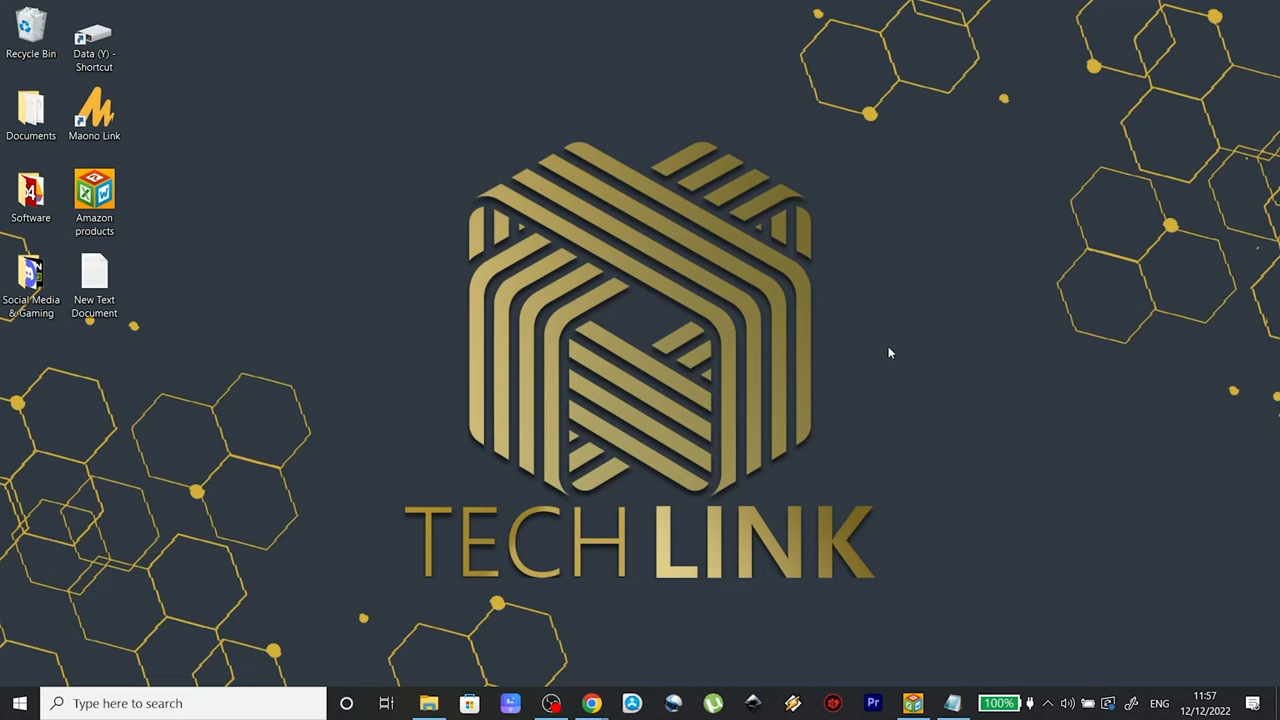 Recycle Bin
Data (Y) -
Shortcut
Documents
Maono Link
Software
Amazon
products
Social Media
& Gaming
New Text
Document
TECH LINK
Type here to search
Pr
100%
ENG
11:57
12/12/2022